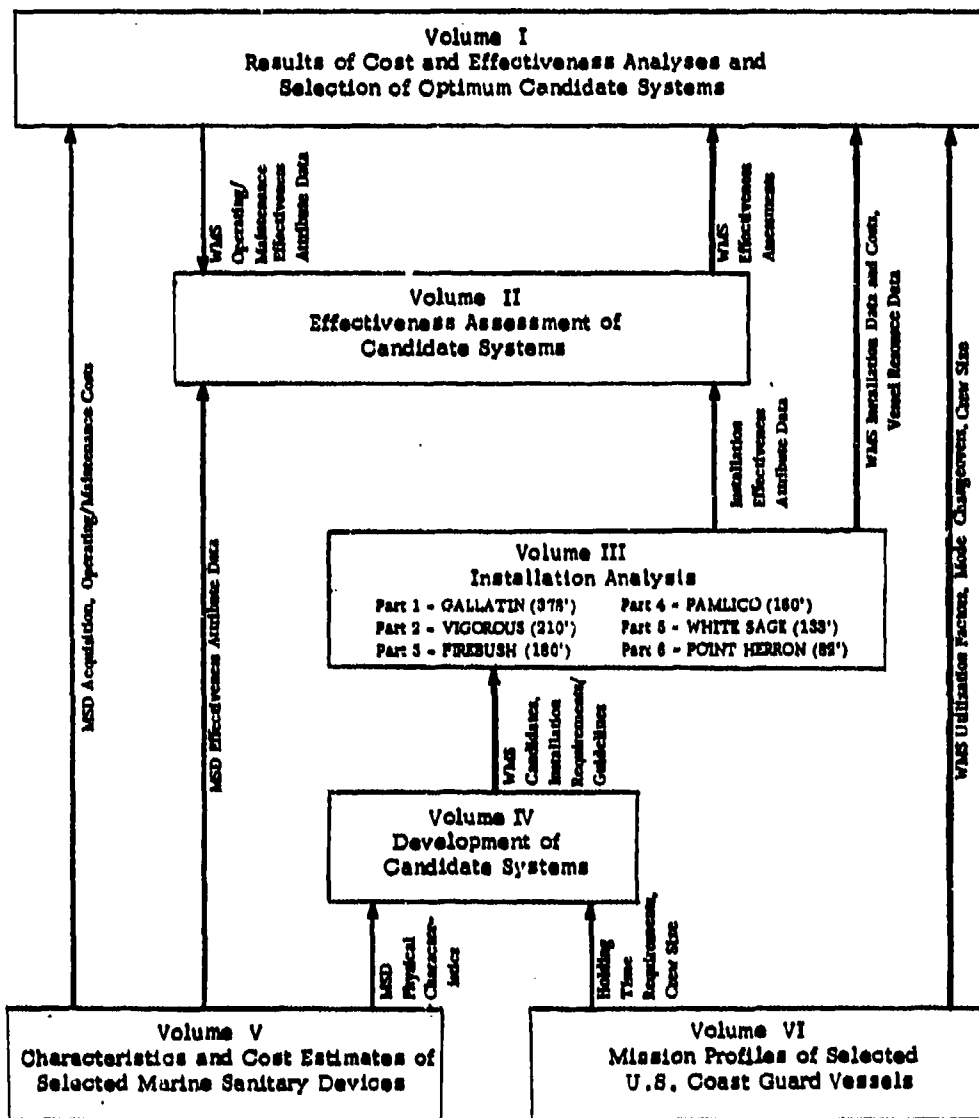 Volume I
Results of Cost and Effectiveness Analyses and
Selection of Optimum Candidate Systems
WMS
Operating/
Maintenance
Effectiveness
Attribute Data
WMS
Effectiveness
Assesments
WMS Installation Data and Costs,
Vessel Resource Data
Volume II
Effectiveness Assessment of
Candidate Systems
MSD Acquisition, Operating/Maintenance Costs
MSD Effectiveness Attribute Data
Installation
Effectiveness
Attribute Data
WMS Utilization Factors, Mode Changeovers, Crew Size
Volume III
Installation Analysis
Part 1 - GALLATIN (378') Part 4 - PAMLICO (160')
Part 2 - VIGOROUS (210') Part 5 - WHITE SAGE (133')
Part 3 - FIREBUSH (180') Part 6 - POINT HERRON (82')
WMS
Candidates,
Installation
Requirements/
Guidelines
Volume IV
Development of
Candidate Systems
MSD
Physical
Character-
istics
Holding
Time
Requirements,
Crew Size
Volume V
Characteristics and Cost Estimates of
Selected Marine Sanitary Devices
Volume VI
Mission Profiles of Selected
U.S. Coast Guard Vessels